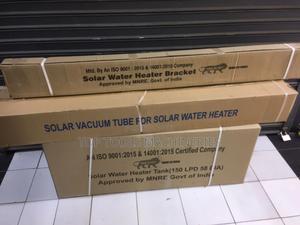 Mfd. By An ISO 9001 : 2015 & 14001:2015 Company
Solar Water Heater Bracket
Approved by MNRE. Govt. of India
SOLAR VACUUM TUBE FOR SOLAR WATER HEATER
An ISO 9001:2015 & 14001:2015 Certified Company
Solar Water Heater Tank(150 LPD 58 DIA)
Approved by MNRE Govt of India